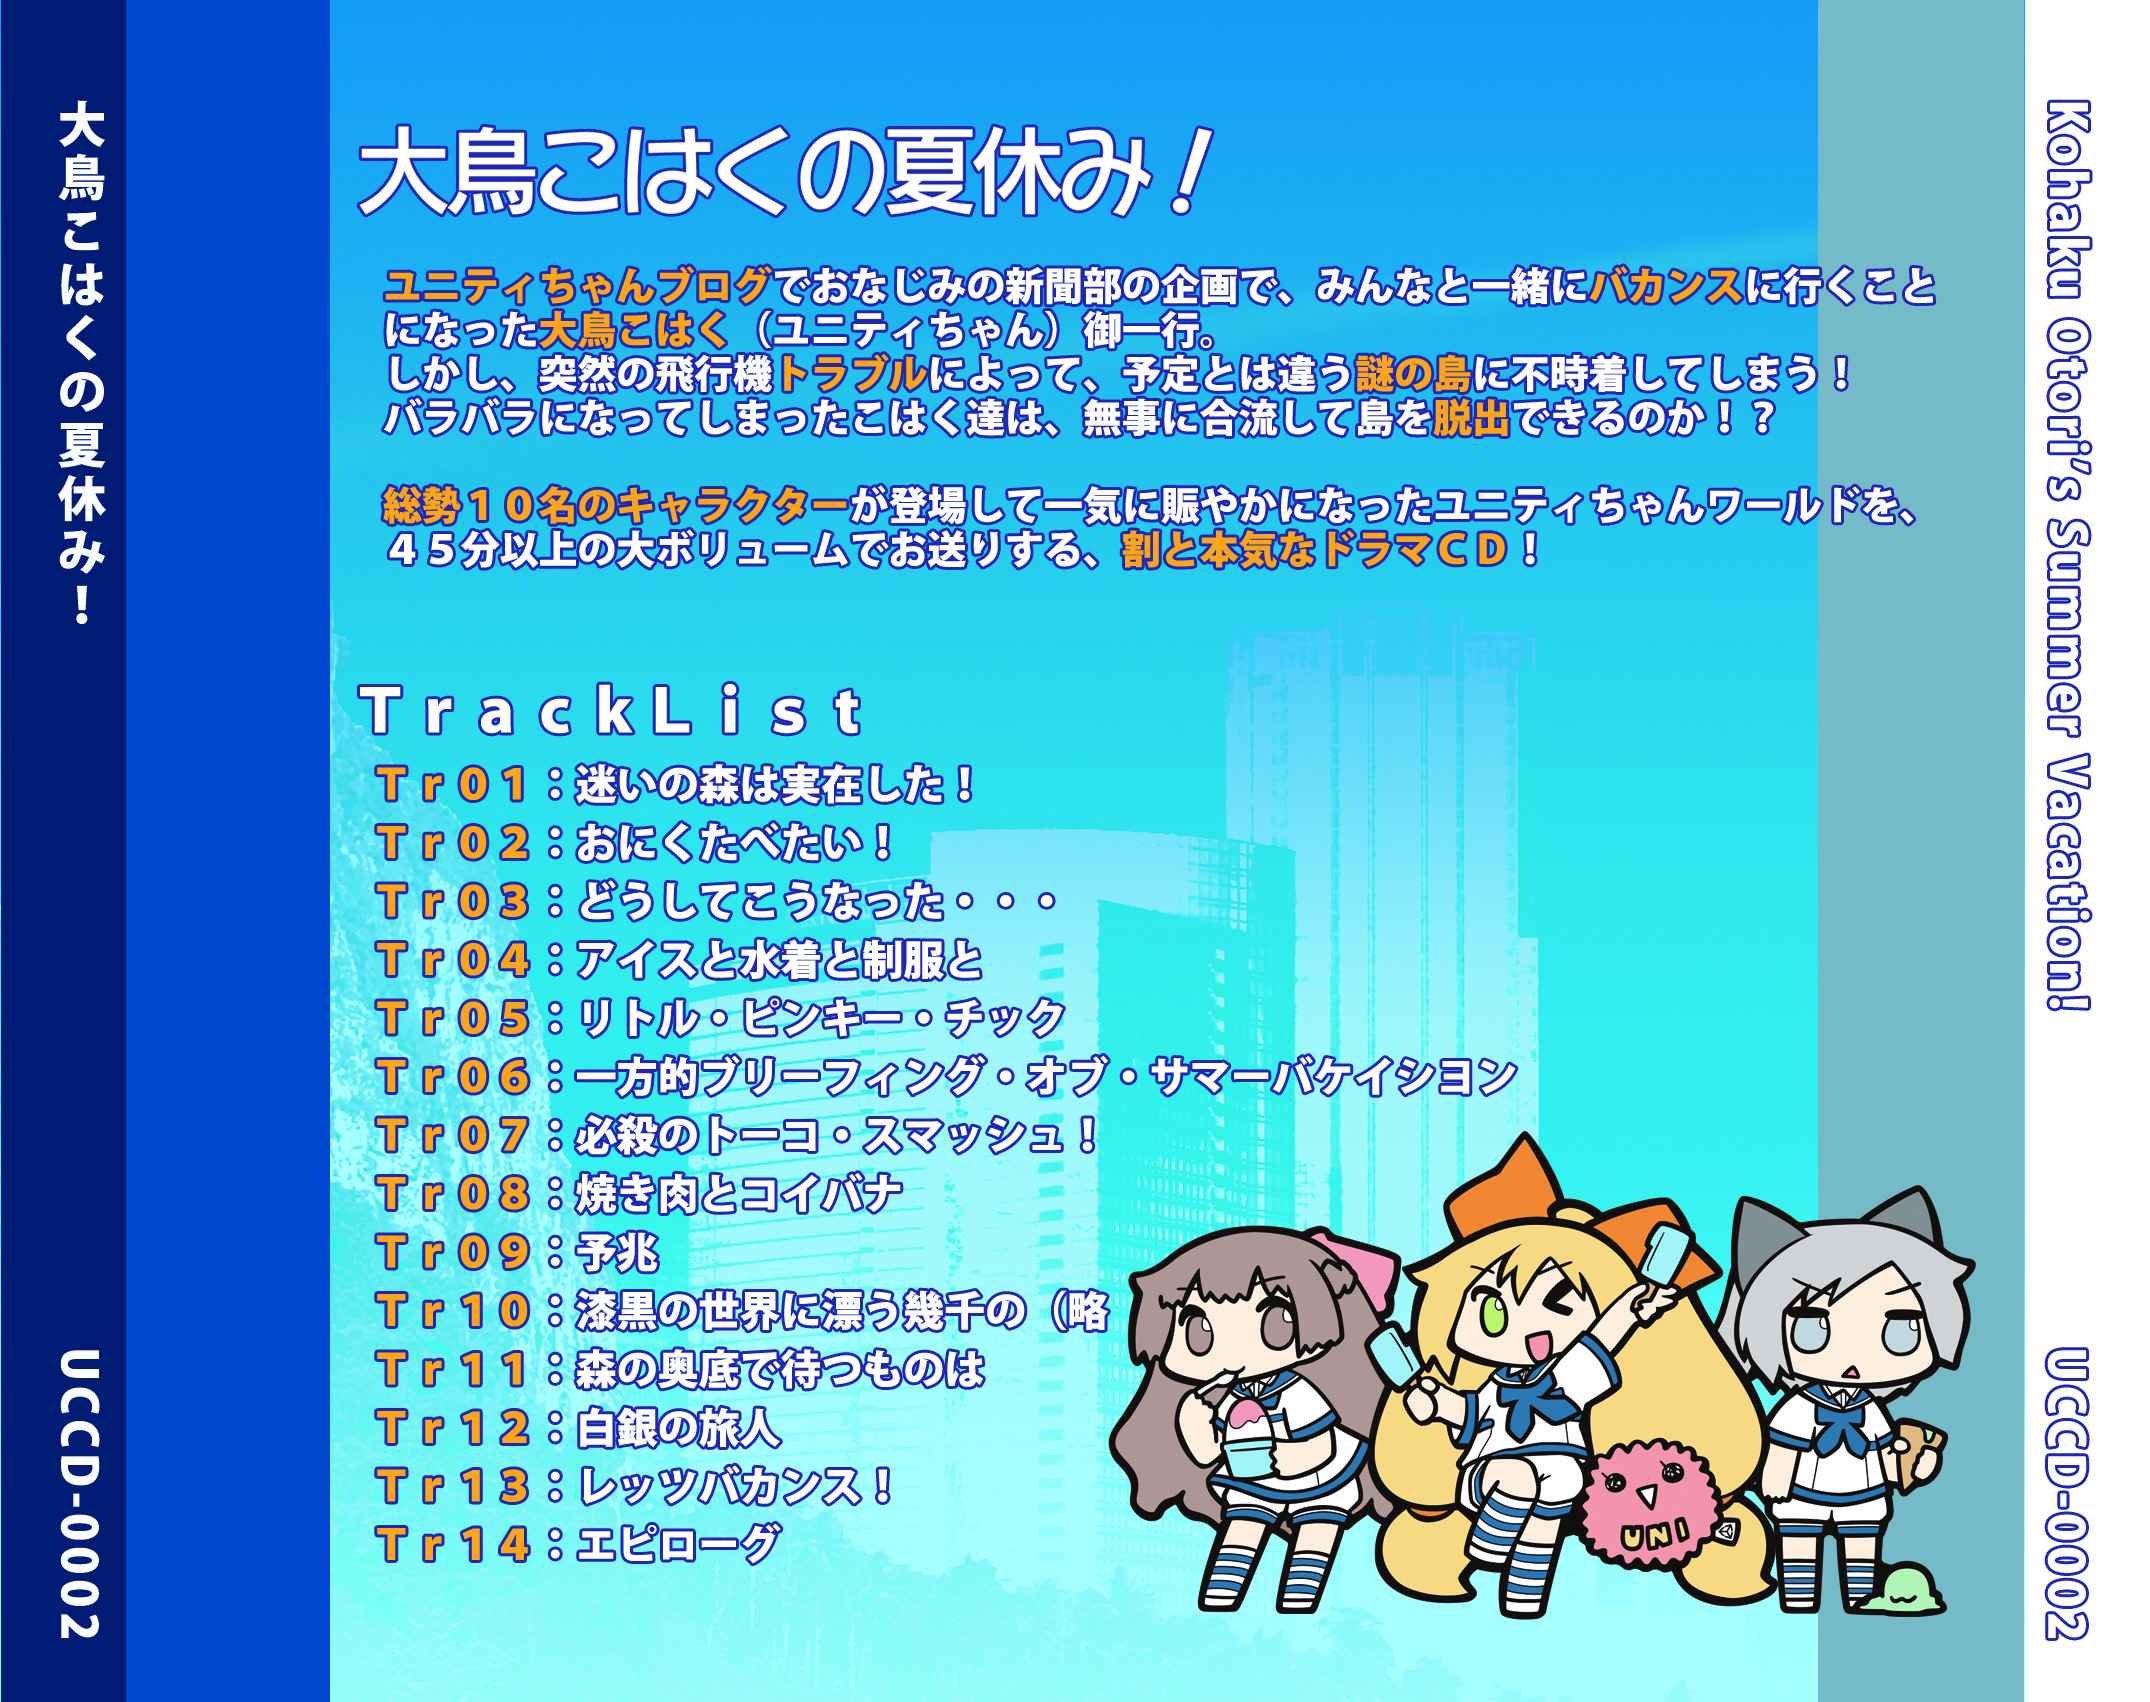 大鳥こはくの夏休み！
UCCD-0002
大鳥こはくの夏休み！
ユニティちゃんブログでおなじみの新聞部の企画で、みんなと一緒にバカンスに行くこと
になった大鳥こはく（ユニティちゃん）御一行。
しかし、突然の飛行機トラブルによって、予定とは違う謎の島に不時着してしまう！
バラバラになってしまったこはく達は、無事に合流して島を脱出できるのか！？
総勢１０名のキャラクターが登場して一気に賑やかになったユニティちゃんワールドを、
４５分以上の大ボリュームでお送りする、割と本気なドラマＣＤ！
ＴｒａｃｋＬｉｓｔ
Ｔｒ０１：迷いの森は実在した！
Ｔｒ０２：おにくたべたい！
Ｔｒ０３：どうしてこうなった・・・
Ｔｒ０４：アイスと水着と制服と
Ｔｒ０５：リトル・ピンキー・チック
Ｔｒ０６：一方的ブリーフィング・オブ・サマーバケイシヨン
Ｔｒ０７：必殺のトーコ・スマッシュ！
Ｔｒ０８：焼き肉とコイバナ
Ｔｒ０９：予兆
Ｔｒ１０：漆黒の世界に漂う幾千の（略
Ｔｒ１１：森の奥底で待つものは
Ｔｒ１２：白銀の旅人
Ｔｒ１３：レッツバカンス！
Ｔｒ１４：エピローグ
UNI
Kohaku Otori's Summer Vacation!
UCCD-0002